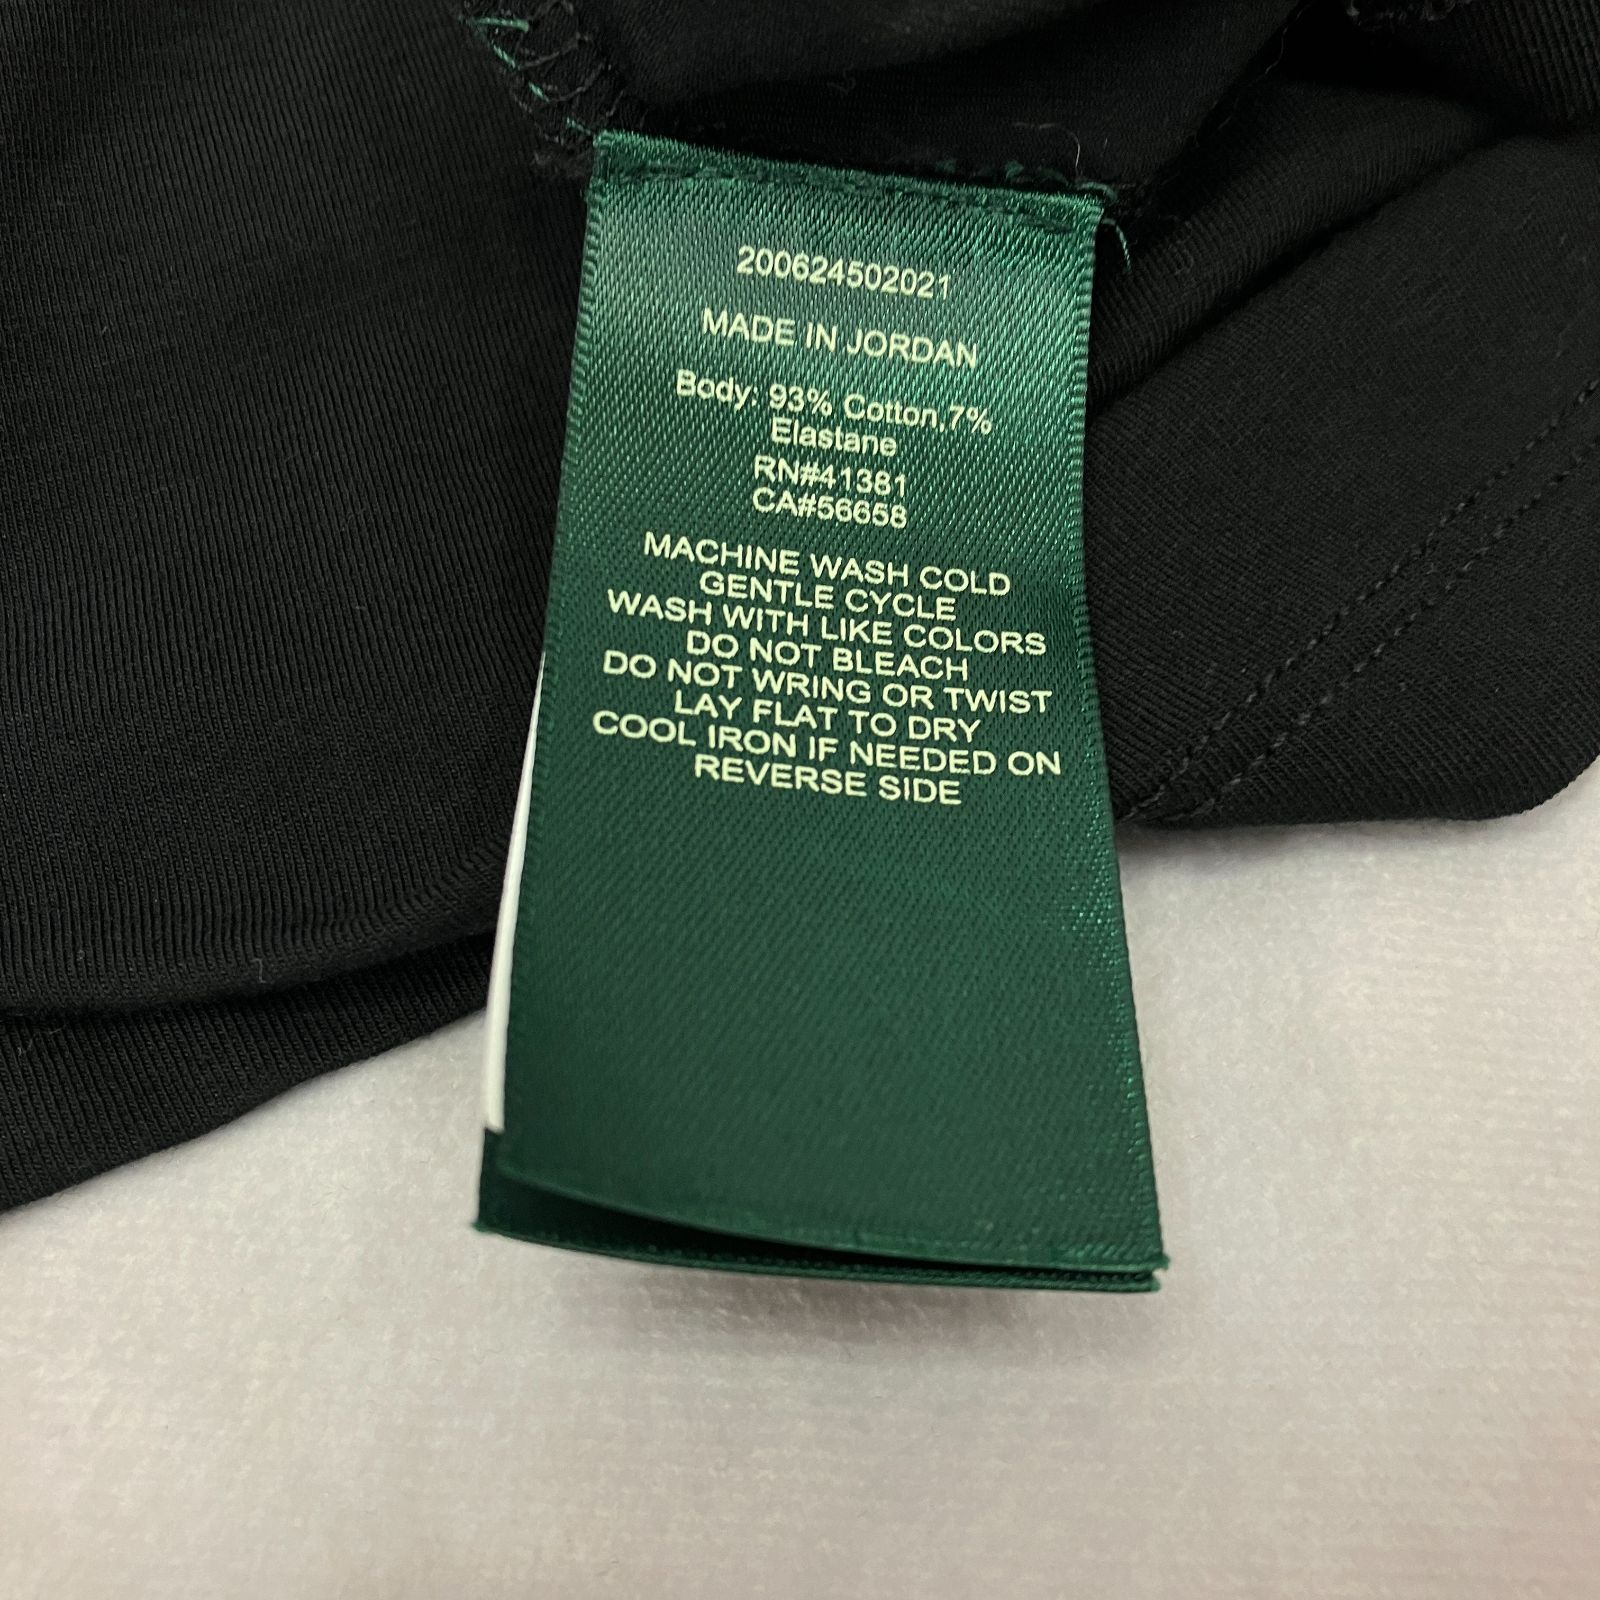 200624502021
MADE IN JORDAN
Body: 93% Cotton,7%
Elastane
RN#41381
CA#56658
MACHINE WASH COLD
GENTLE CYCLE
WASH WITH LIKE COLORS
DO NOT BLEACH
DO NOT WRING OR TWIST
LAY FLAT TO DRY
COOL IRON IF NEEDED ON
REVERSE SIDE